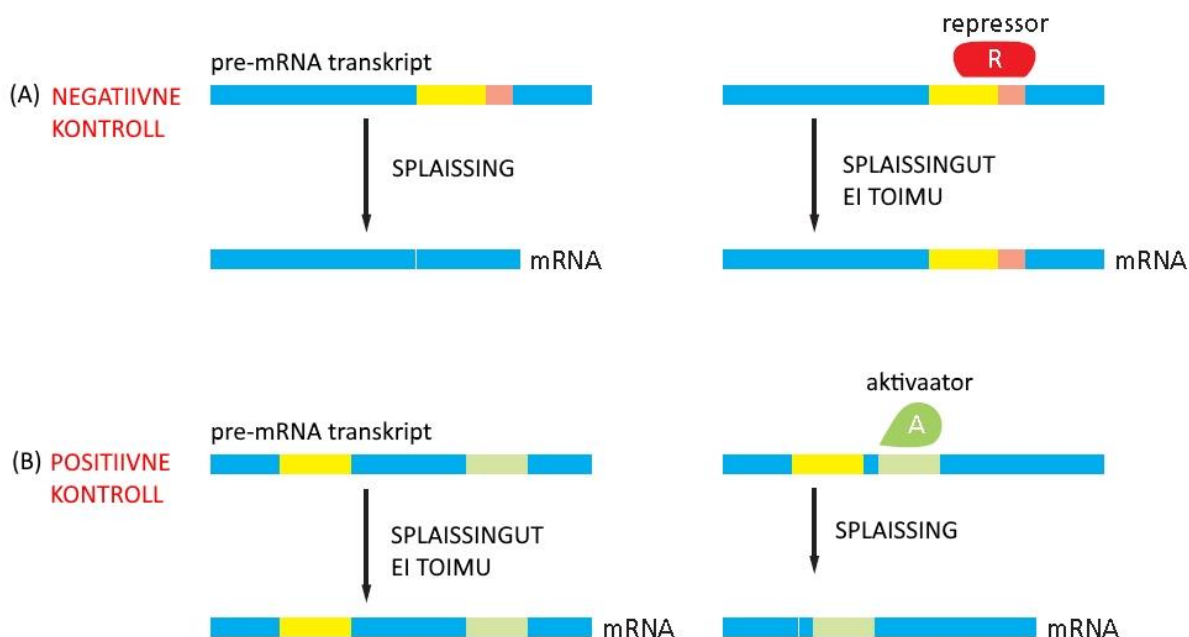 repressor
R
pre-mRNA transkript
(A) NEGATIIVNE
KONTROLL
SPLAISSING
SPLAISSINGUT
EI TOIMU
mRNA
mRNA
aktivaator
A
pre-mRNA transkript
(B) POSITIIVNE
KONTROLL
SPLAISSINGUT
EI TOIMU
SPLAISSING
mRNA
mRNA